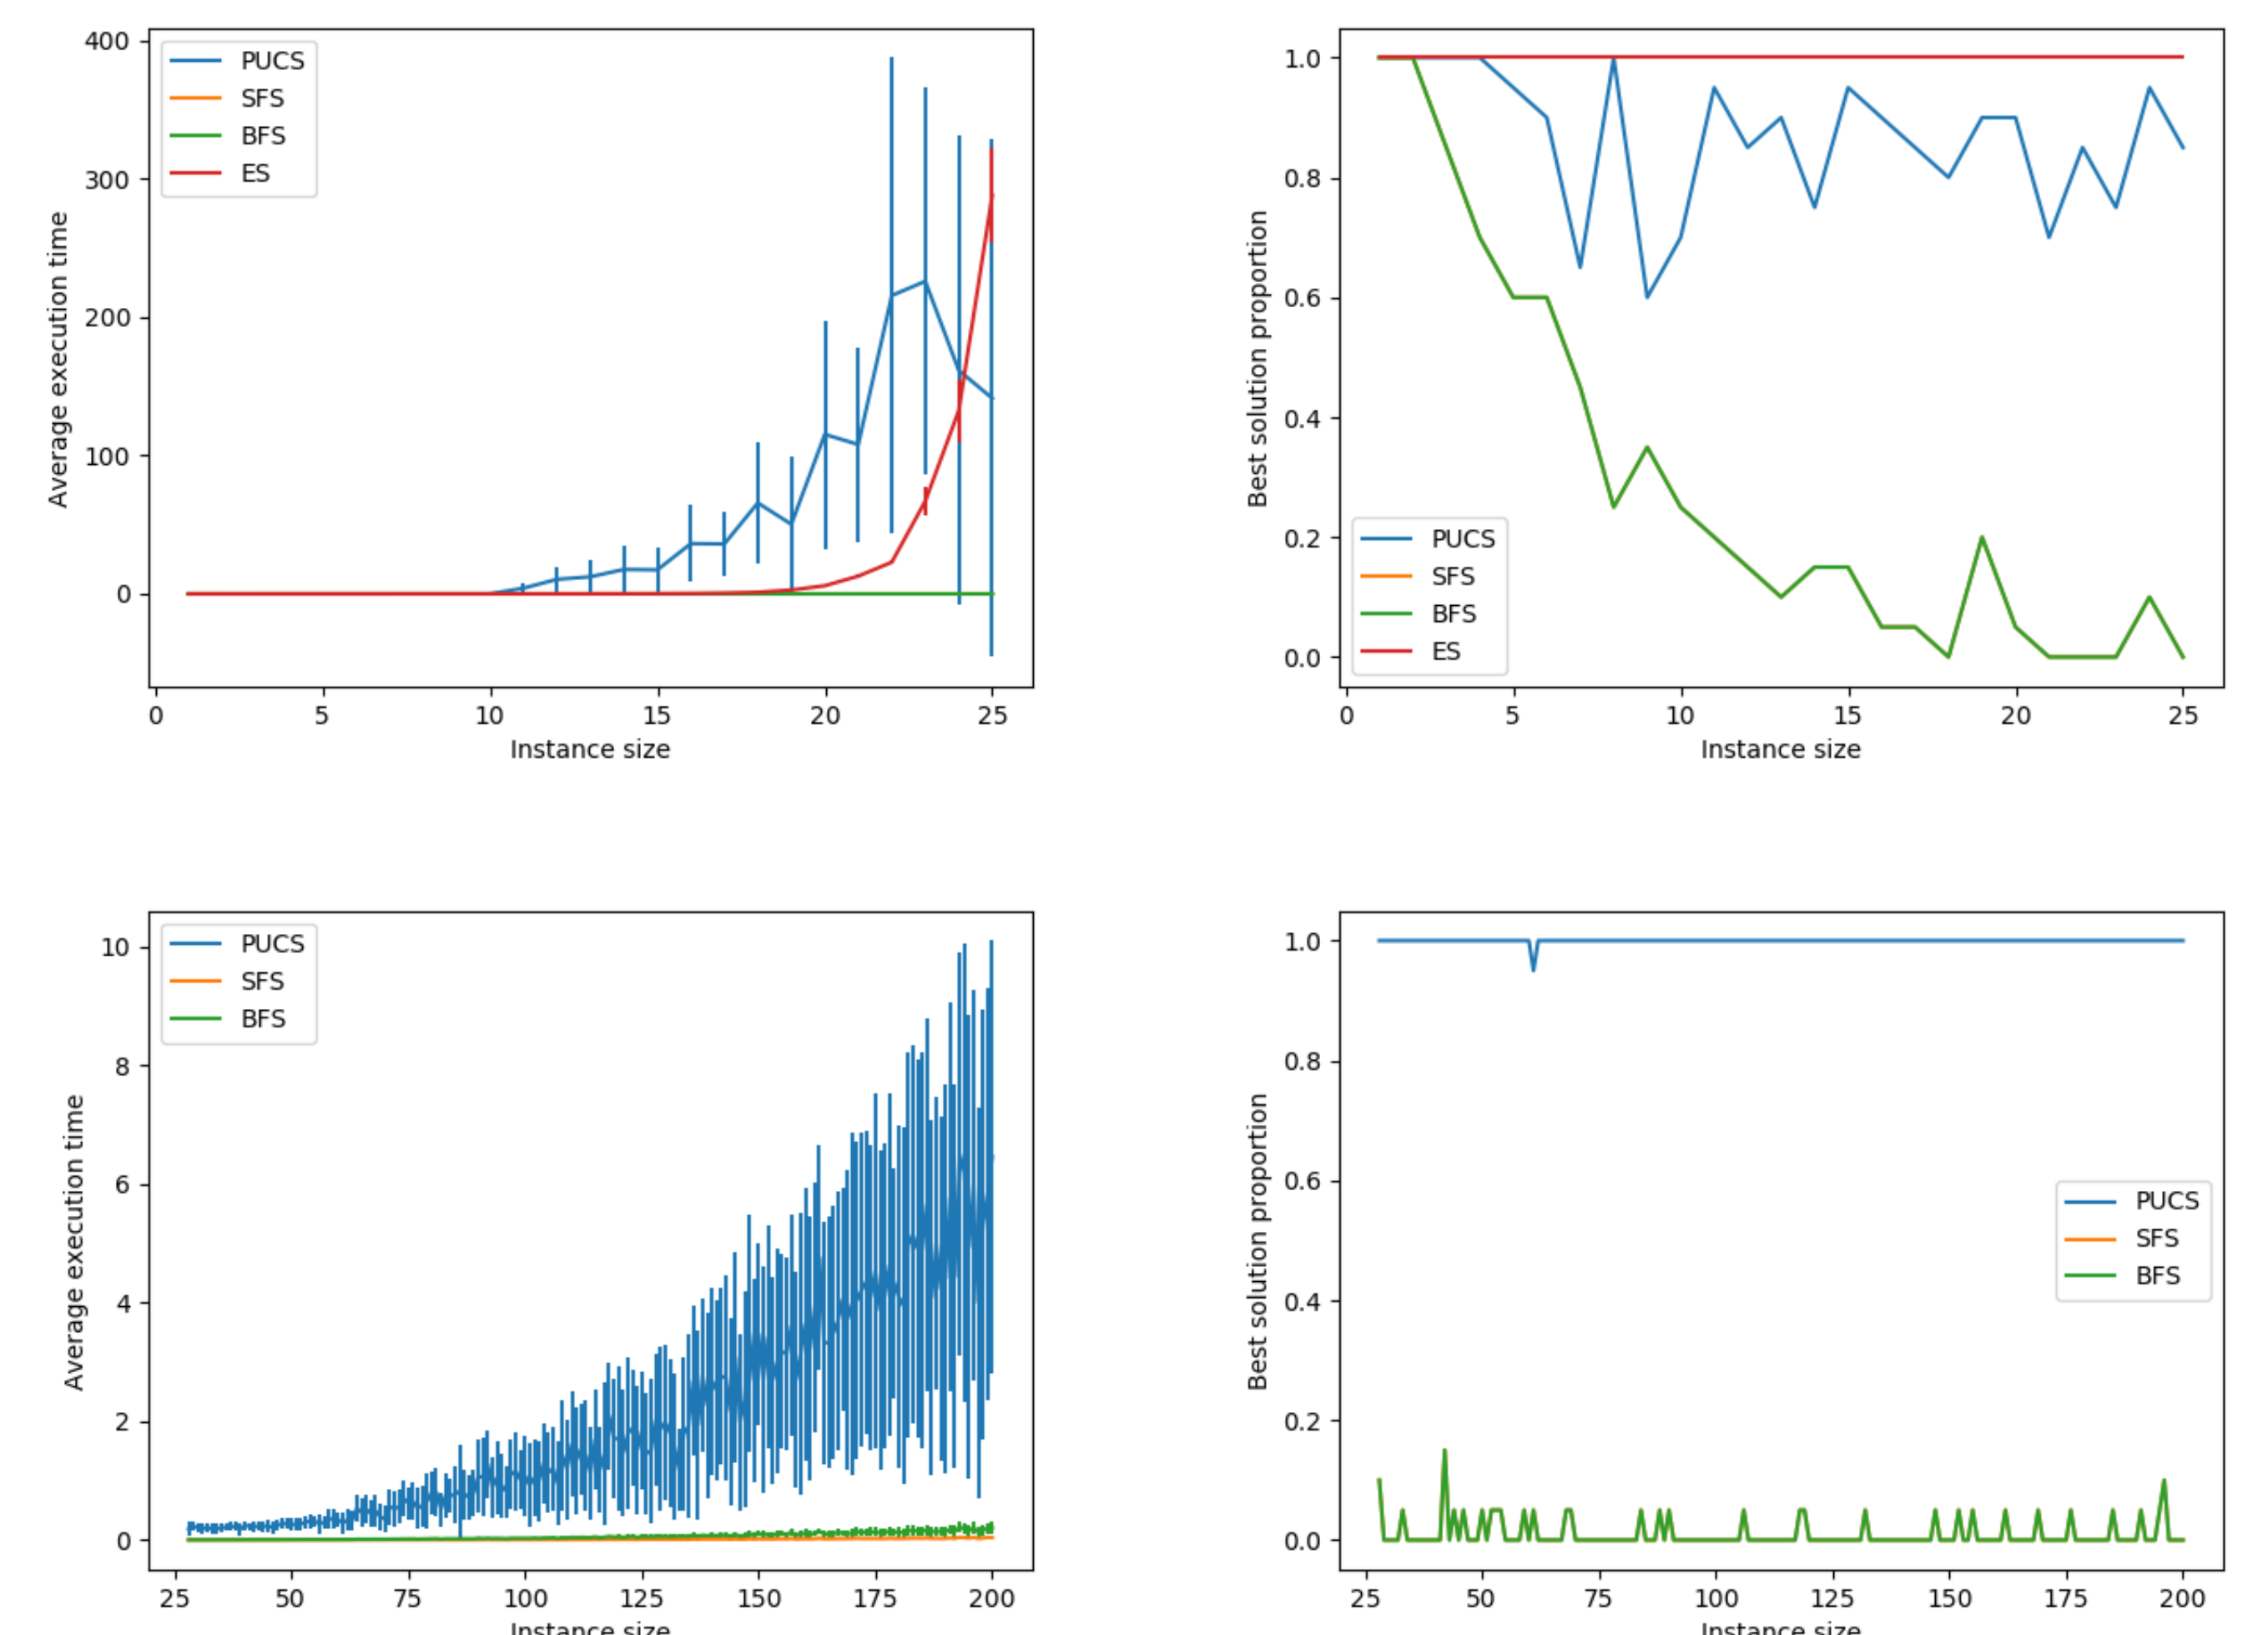 400
300
200
100
0
Average execution time
PUCS
SFS
BFS
ES
0 5 10 15 20 25
Instance size
1.0
0.8
0.6
0.4
0.2
0.0
Best solution proportion
PUCS
SFS
BFS
ES
0 5 10 15 20 25
Instance size
10
8
6
4
2
0
Average execution time
PUCS
SFS
BFS
25 50 75 100 125 150 175 200
Instance size
1.0
0.8
0.6
0.4
0.2
0.0
Best solution proportion
PUCS
SFS
BFS
25 50 75 100 125 150 175 200
Instance size